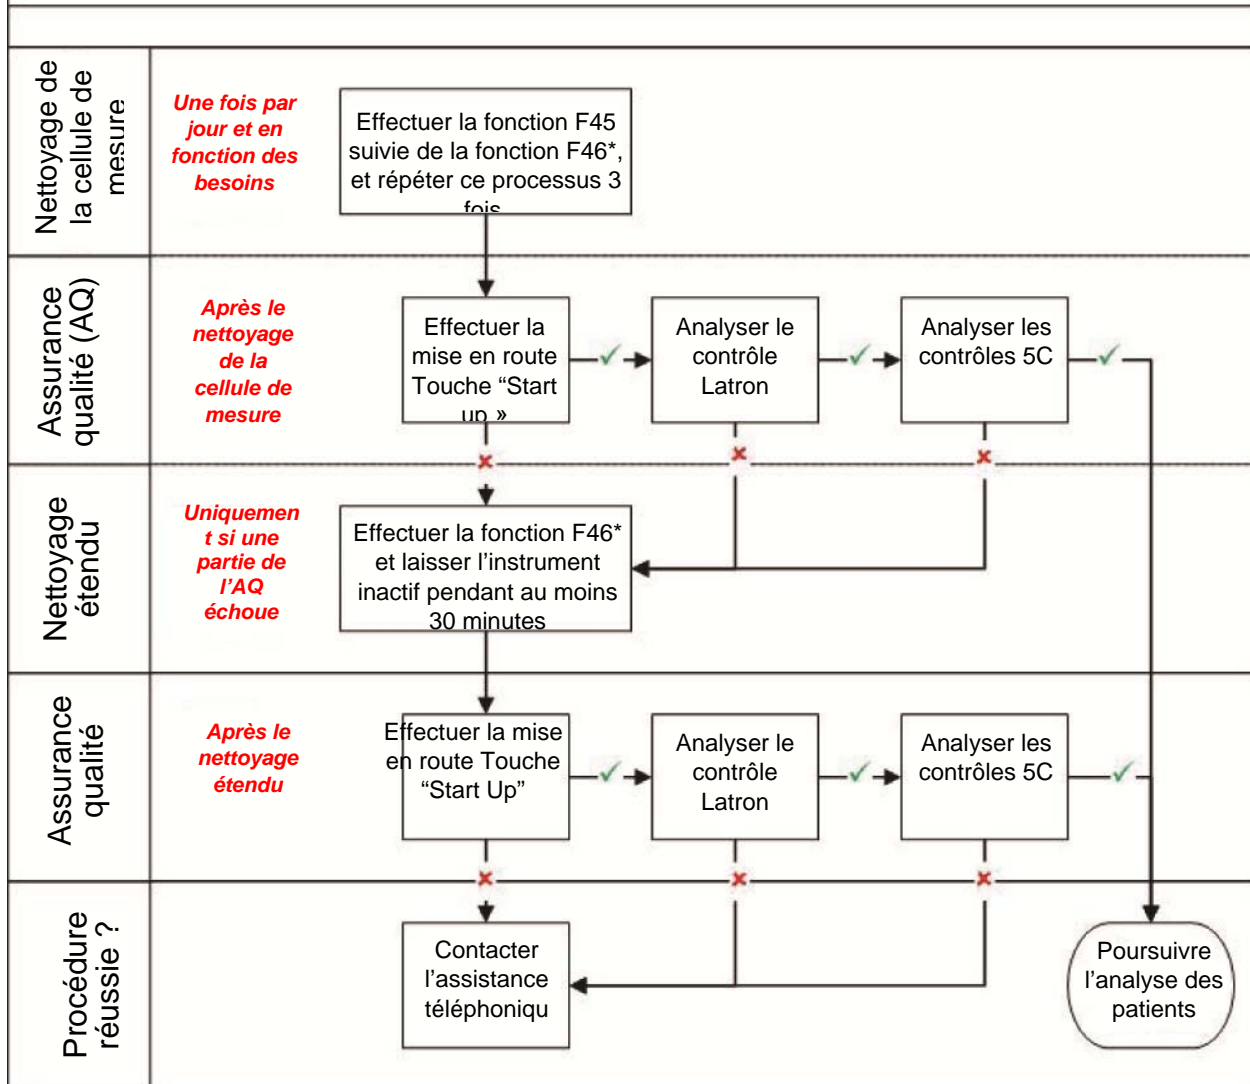 Nettoyage de
la cellule de
mesure
Une fois par
jour et en
fonction des
besoins
Effectuer la fonction F45
suivie de la fonction F46*,
et répéter ce processus 3
fois
Assurance
qualité (AQ)
Après le
nettoyage
de la
cellule de
mesure
Effectuer la
mise en route
Touche “Start
up »
Analyser le
contrôle
Latron
Analyser les
contrôles 5C
Nettoyage
étendu
Uniquemen
t si une
partie de
l’AQ
échoue
Effectuer la fonction F46*
et laisser l’instrument
inactif pendant au moins
30 minutes
Assurance
qualité
Après le
nettoyage
étendu
Effectuer la mise
en route Touche
“Start Up”
Analyser le
contrôle
Latron
Analyser les
contrôles 5C
Procédure
réussie ?
Contacter
l’assistance
téléphoniqu
Poursuivre
l’analyse des
patients